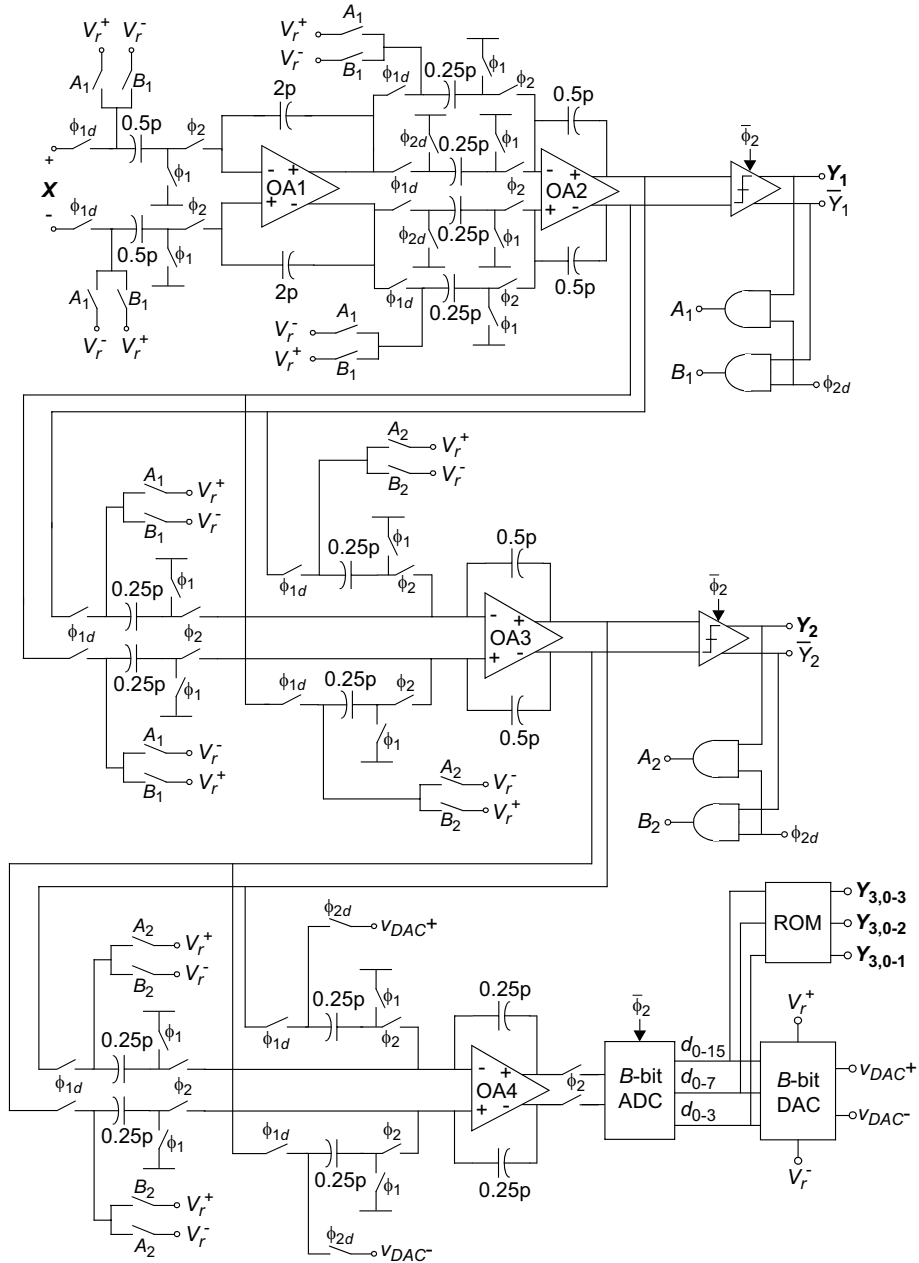 V_r^+ V_r^-
A_1 B_1
V_r^+ A_1
V_r^- B_1
ϕ_1d 0.25p ϕ_1 ϕ_2
2p
0.5p
ϕ_1d 0.5p ϕ_2
+
ϕ_1
ϕ_2d ϕ_1
- + OA1 + -
ϕ_1d 0.25p ϕ_2
- + OA2 + -
ϕ̄_2
Y_1
Ȳ_1
X
-
ϕ_1d 0.5p ϕ_2
ϕ_1
0.25p
ϕ_2d ϕ_1
2p
ϕ_1d 0.25p ϕ_2
ϕ_1
0.5p
A_1 B_1
V_r^- V_r^+
V_r^- A_1
V_r^+ B_1
A_1
B_1
ϕ_2d
A_2 V_r^+
B_2 V_r^-
A_1 V_r^+
B_1 V_r^-
ϕ_1
0.25p
ϕ_1d ϕ_2
0.5p
ϕ_1
0.25p
ϕ_1d ϕ_2
- + OA3 + -
ϕ̄_2
Y_2
Ȳ_2
0.25p
ϕ_1
ϕ_1d 0.25p ϕ_2
ϕ_1
0.5p
A_1 V_r^-
B_1 V_r^+
A_2 V_r^-
B_2 V_r^+
A_2
B_2
ϕ_2d
ϕ_2d v_DAC+
A_2 V_r^+
B_2 V_r^-
ϕ_1
0.25p
ϕ_1d ϕ_2
0.25p
ϕ_1
0.25p
ϕ_1d ϕ_2
- + OA4 + -
ϕ_2
ϕ̄_2
B-bit
ADC
d_0-15
d_0-7
d_0-3
ROM
Y_3,0-3
Y_3,0-2
Y_3,0-1
V_r^+
B-bit
DAC
v_DAC+
v_DAC-
V_r^-
0.25p
ϕ_1
ϕ_1d 0.25p ϕ_2
ϕ_1
0.25p
B_2 V_r^+
A_2 V_r^-
ϕ_2d v_DAC-